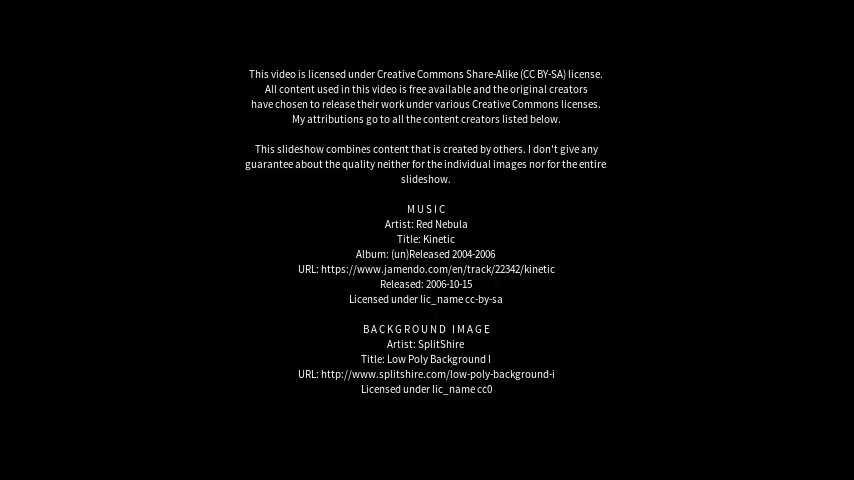 This video is licensed under Creative Commons Share-Alike (CC BY-SA) license.
All content used in this video is free available and the original creators
have chosen to release their work under various Creative Commons licenses.
My attributions go to all the content creators listed below.
This slideshow combines content that is created by others. I don't give any
guarantee about the quality neither for the individual images nor for the entire
slideshow.
MUSIC
Artist: Red Nebula
Title: Kinetic
Album: (un)Released 2004-2006
URL: https://www.jamendo.com/en/track/22342/kinetic
Released: 2006-10-15
Licensed under lic_name cc-by-sa
BACKGROUND IMAGE
Artist: SplitShire
Title: Low Poly Background I
URL: http://www.splitshire.com/low-poly-background-i
Licensed under lic_name cc0